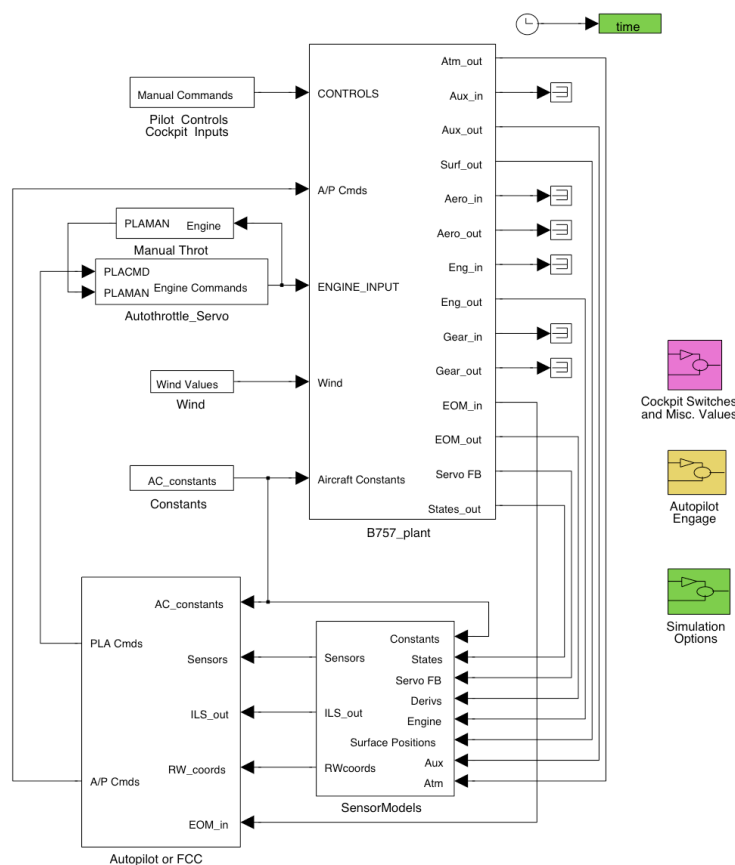 time
Atm_out
Manual Commands
CONTROLS
Aux_in
Pilot Controls
Cockpit Inputs
Aux_out
Surf_out
A/P Cmds
Aero_in
PLAMAN Engine
Aero_out
Manual Throt
PLACMD
Eng_in
PLAMAN Engine Commands
ENGINE_INPUT
Eng_out
Autothrottle_Servo
Gear_in
Gear_out
Wind Values
Wind
Wind
EOM_in
Cockpit Switches
and Misc. Values
EOM_out
AC_constants
Aircraft Constants
Servo FB
Constants
States_out
Autopilot
Engage
B757_plant
AC_constants
Simulation
Options
PLA Cmds
Constants
Sensors
Sensors
States
Servo FB
Derivs
ILS_out
ILS_out
Engine
Surface Positions
RW_coords
RWcoords
Aux
A/P Cmds
Atm
SensorModels
EOM_in
Autopilot or FCC